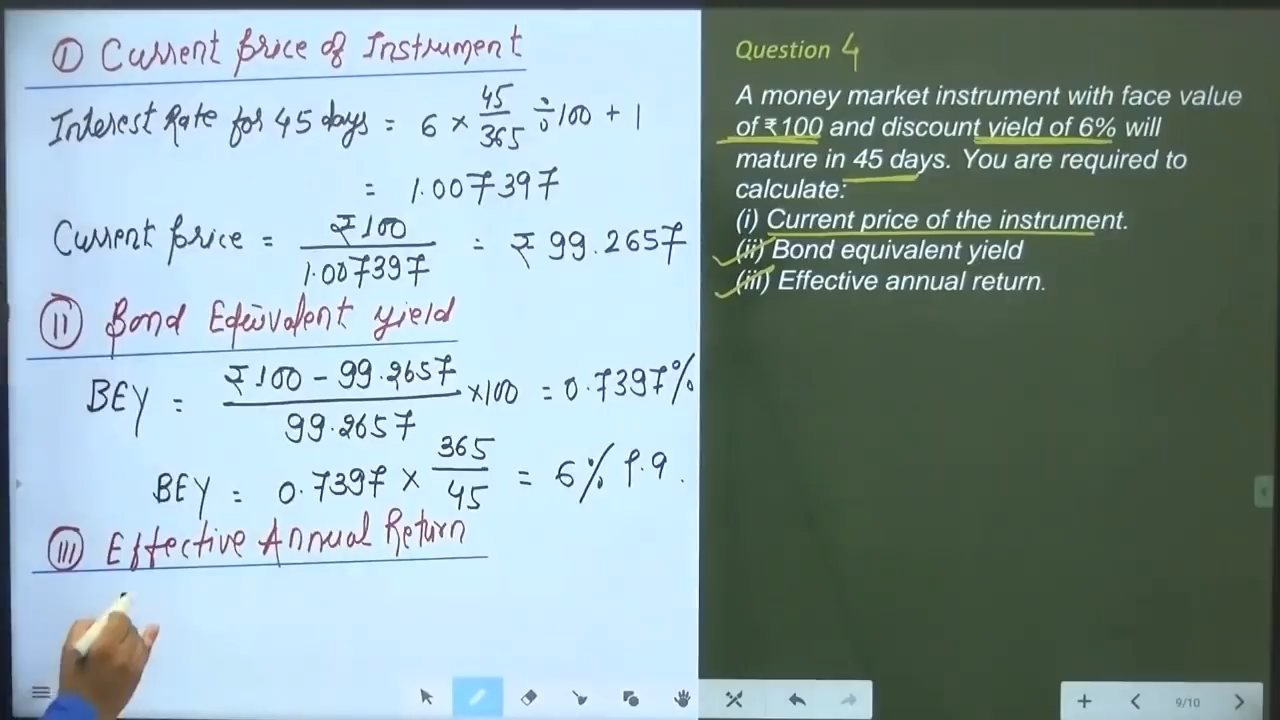 ① Current price of Instrument
Interest Rate for 45 days = 6 × 45/365 ÷ 100 + 1
= 1.007397
Current price = ₹100/1.007397 = ₹ 99.2657
Ⅱ Bond Equivalent yield
BEY = ₹100 - 99.2657/99.2657 ×100 = 0.7397%
BEY = 0.7397 × 365/45 = 6% P.a.
Ⅲ Effective Annual Return
Question 4
A money market instrument with face value
of ₹100 and discount yield of 6% will
mature in 45 days. You are required to
calculate:
(i) Current price of the instrument.
(ii) Bond equivalent yield
(iii) Effective annual return.
9/10